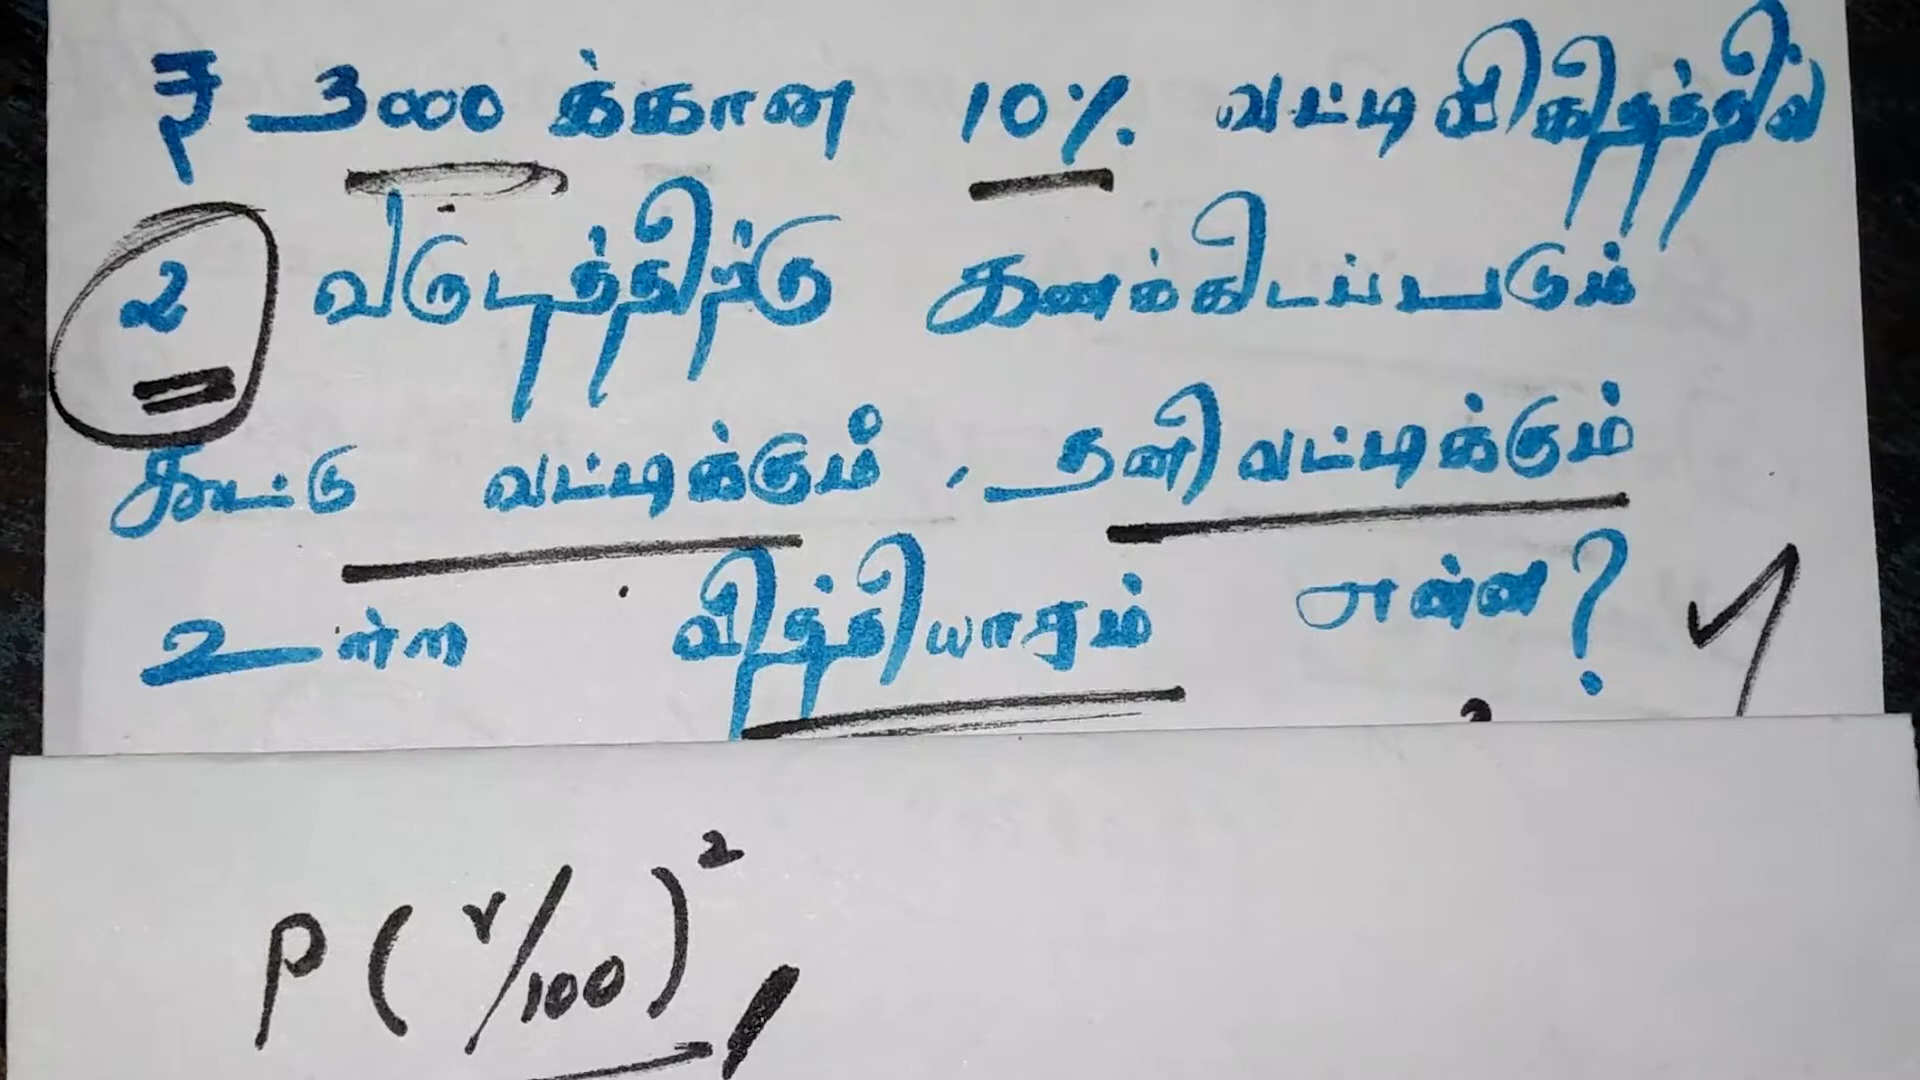 ₹ 3000 க்கான 10% வட்டி விகிதத்தில்
2 வருடத்திற்கு கணக்கிடப்படும்
கூட்டு வட்டிக்கும், தனிவட்டிக்கும்
உள்ள வித்தியாசம் என்ன?
P(r/100)²